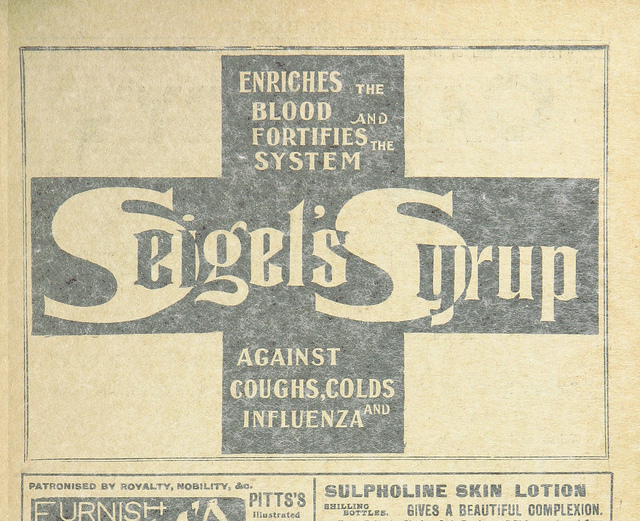 ENRICHES THE
BLOOD AND
FORTIFIES THE
SYSTEM
Seigel's Syrup
AGAINST
COUGHS, COLDS
AND INFLUENZA
PATRONISED BY ROYALTY, NOBILITY, &c.
FURNISH
PITTS'S
Illustrated
SULPHOLINE SKIN LOTION
SHILLING BOTTLES. GIVES A BEAUTIFUL COMPLEXION.